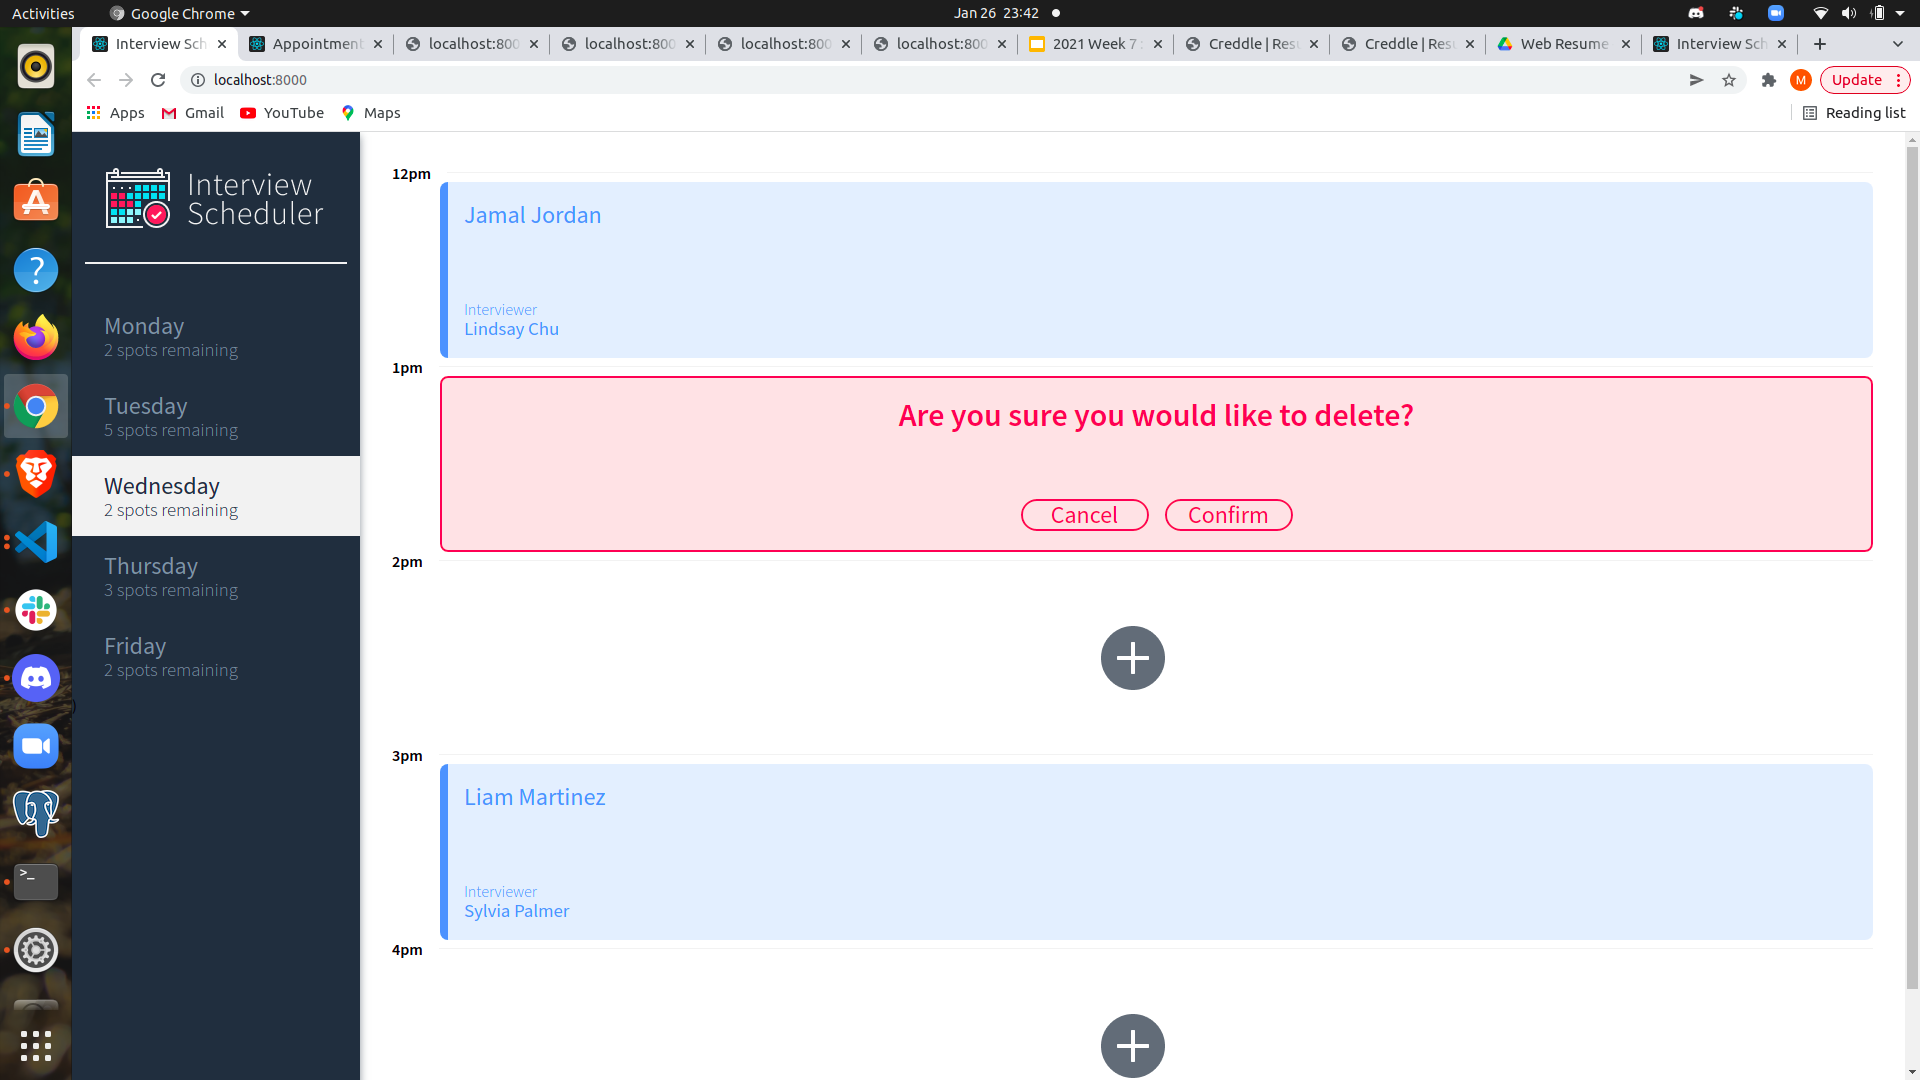 Activities
Google Chrome
Jan 26 23:42
Interview Sch
Appointment
localhost:800
localhost:800
localhost:800
localhost:800
2021 Week 7 :
Creddle | Resu
Creddle | Resu
Web Resume
Interview Sch
localhost:8000
M
Update
Apps
Gmail
YouTube
Maps
Reading list
Interview
Scheduler
Monday
2 spots remaining
Tuesday
5 spots remaining
Wednesday
2 spots remaining
Thursday
3 spots remaining
Friday
2 spots remaining
12pm
Jamal Jordan
Interviewer
Lindsay Chu
1pm
Are you sure you would like to delete?
Cancel
Confirm
2pm
3pm
Liam Martinez
Interviewer
Sylvia Palmer
4pm